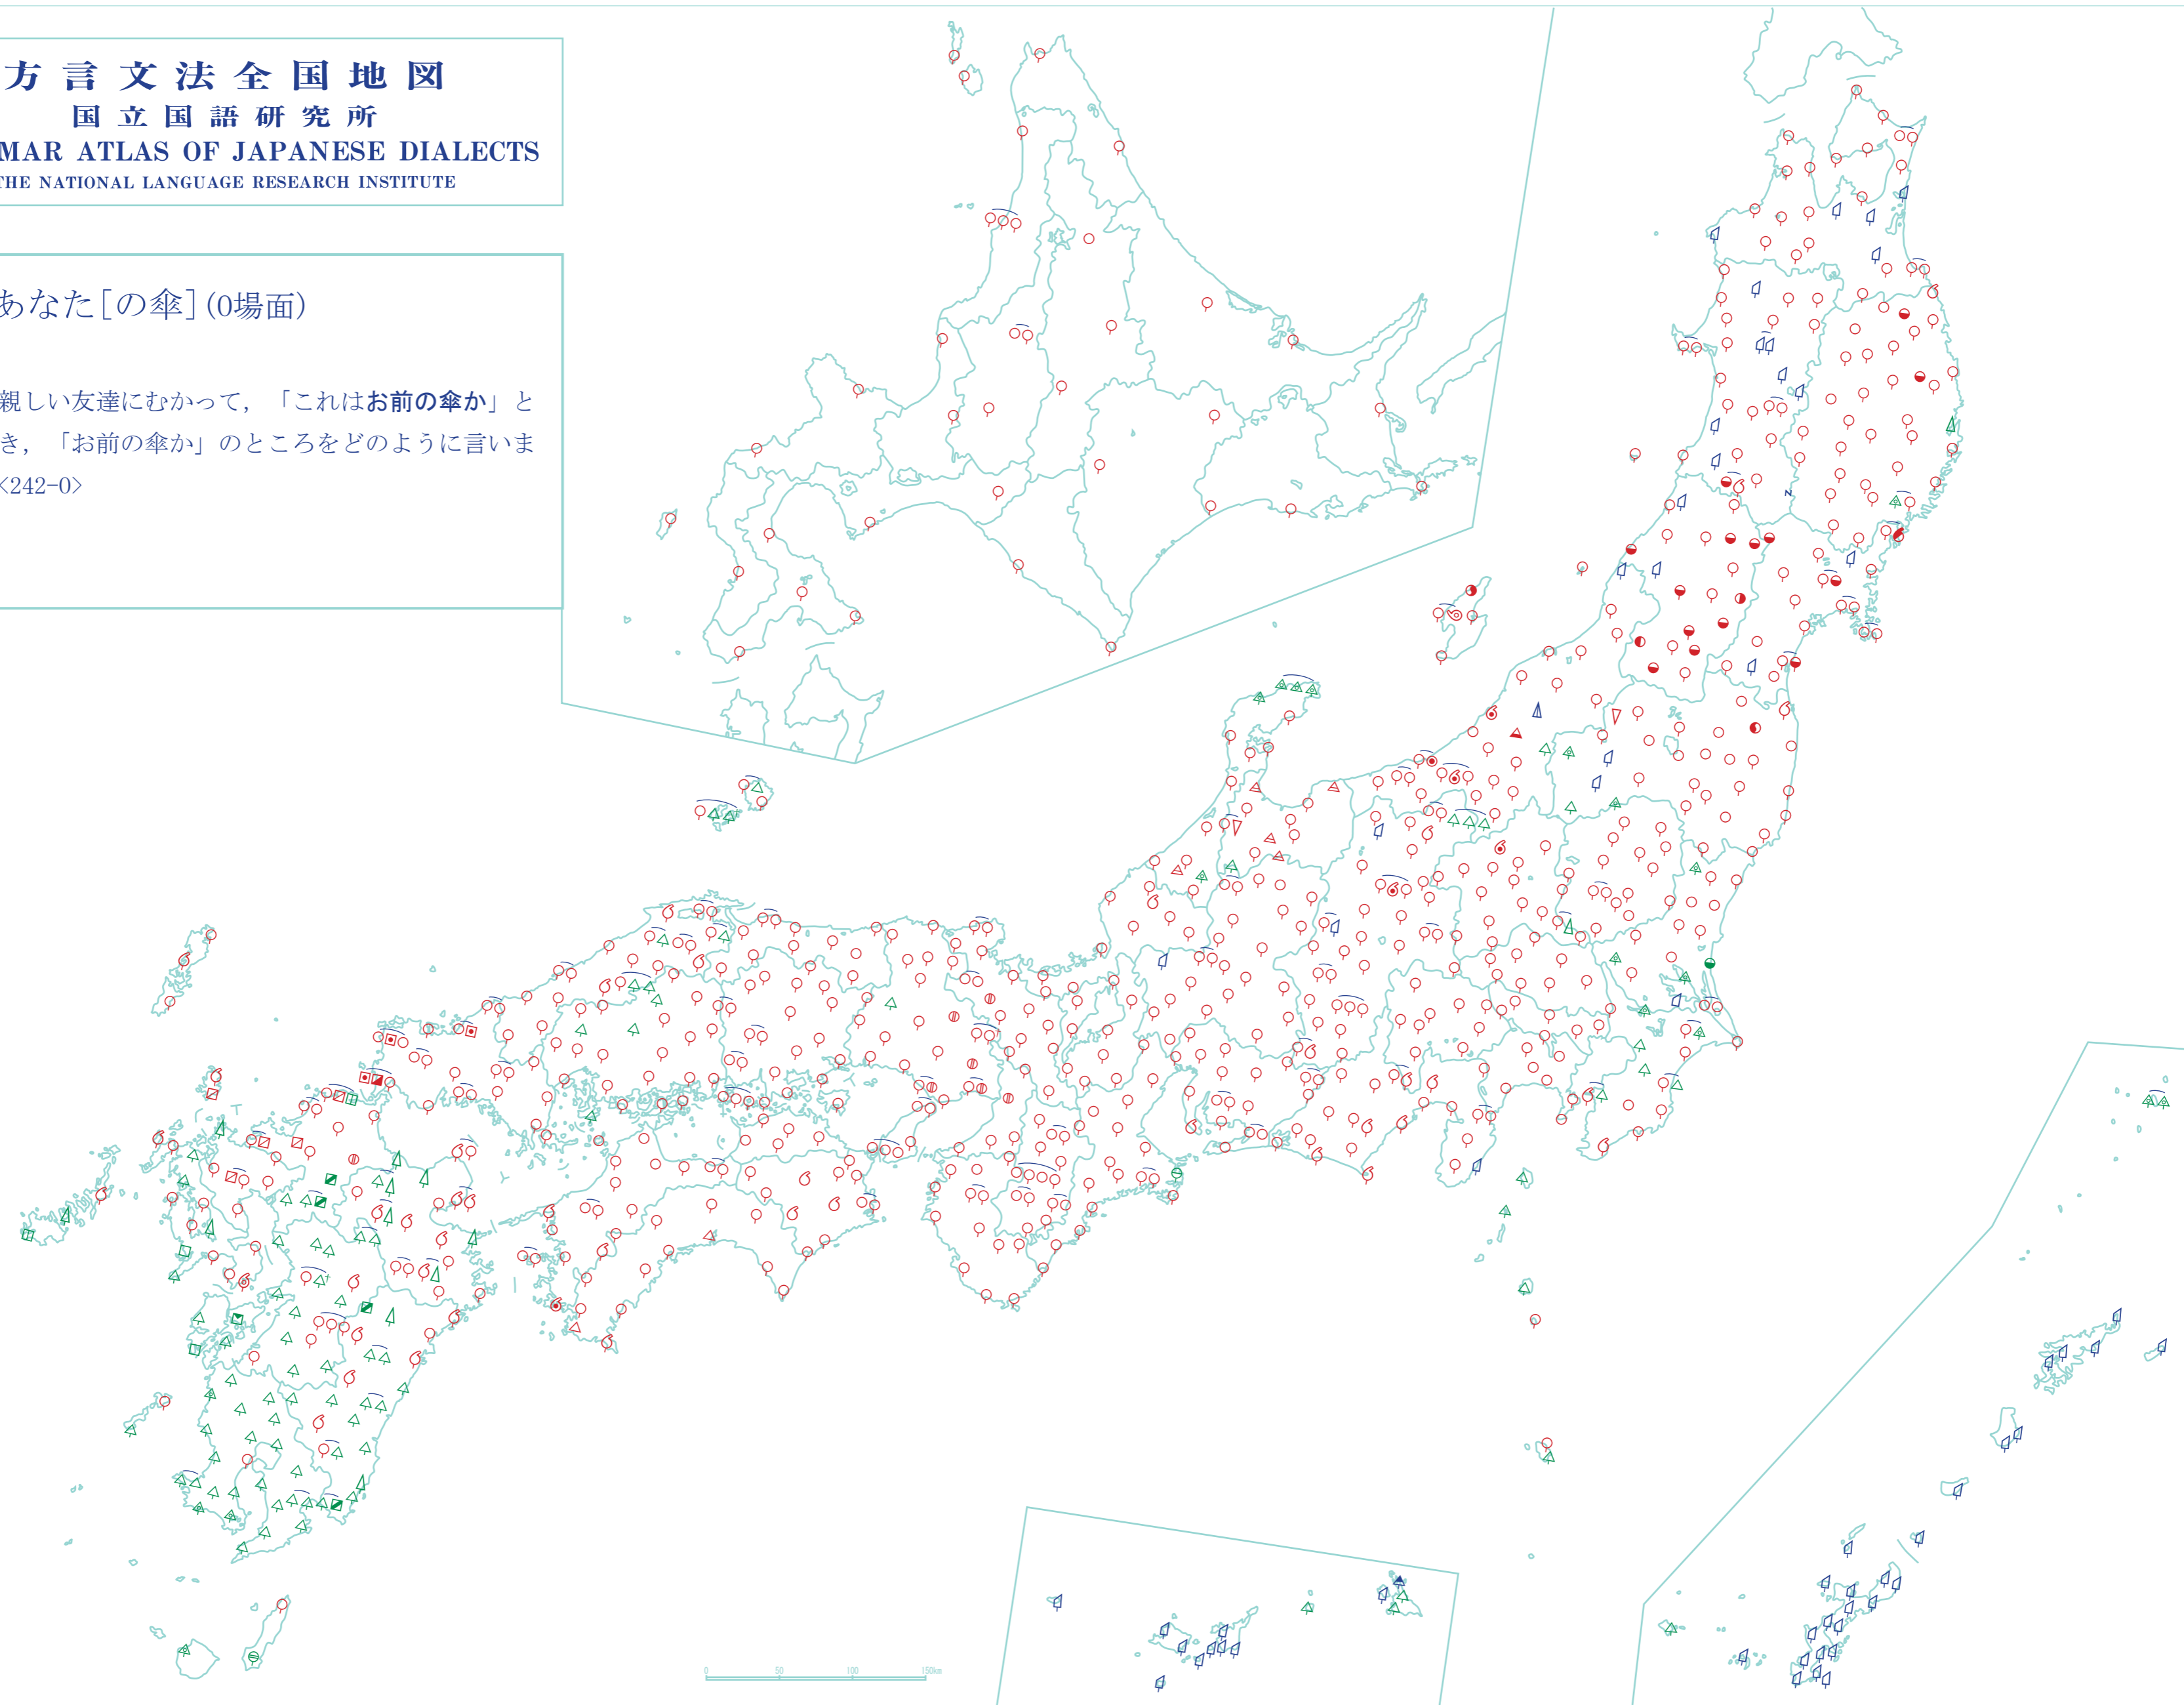 方言文法全国地図
国立国語研究所
MAR ATLAS OF JAPANESE DIALECTS
THE NATIONAL LANGUAGE RESEARCH INSTITUTE
あなた[の傘](0場面)
親しい友達にむかって，「これはお前の傘か」と
き，「お前の傘か」のところをどのように言いま
<242-0>
N
0 50 100 150km